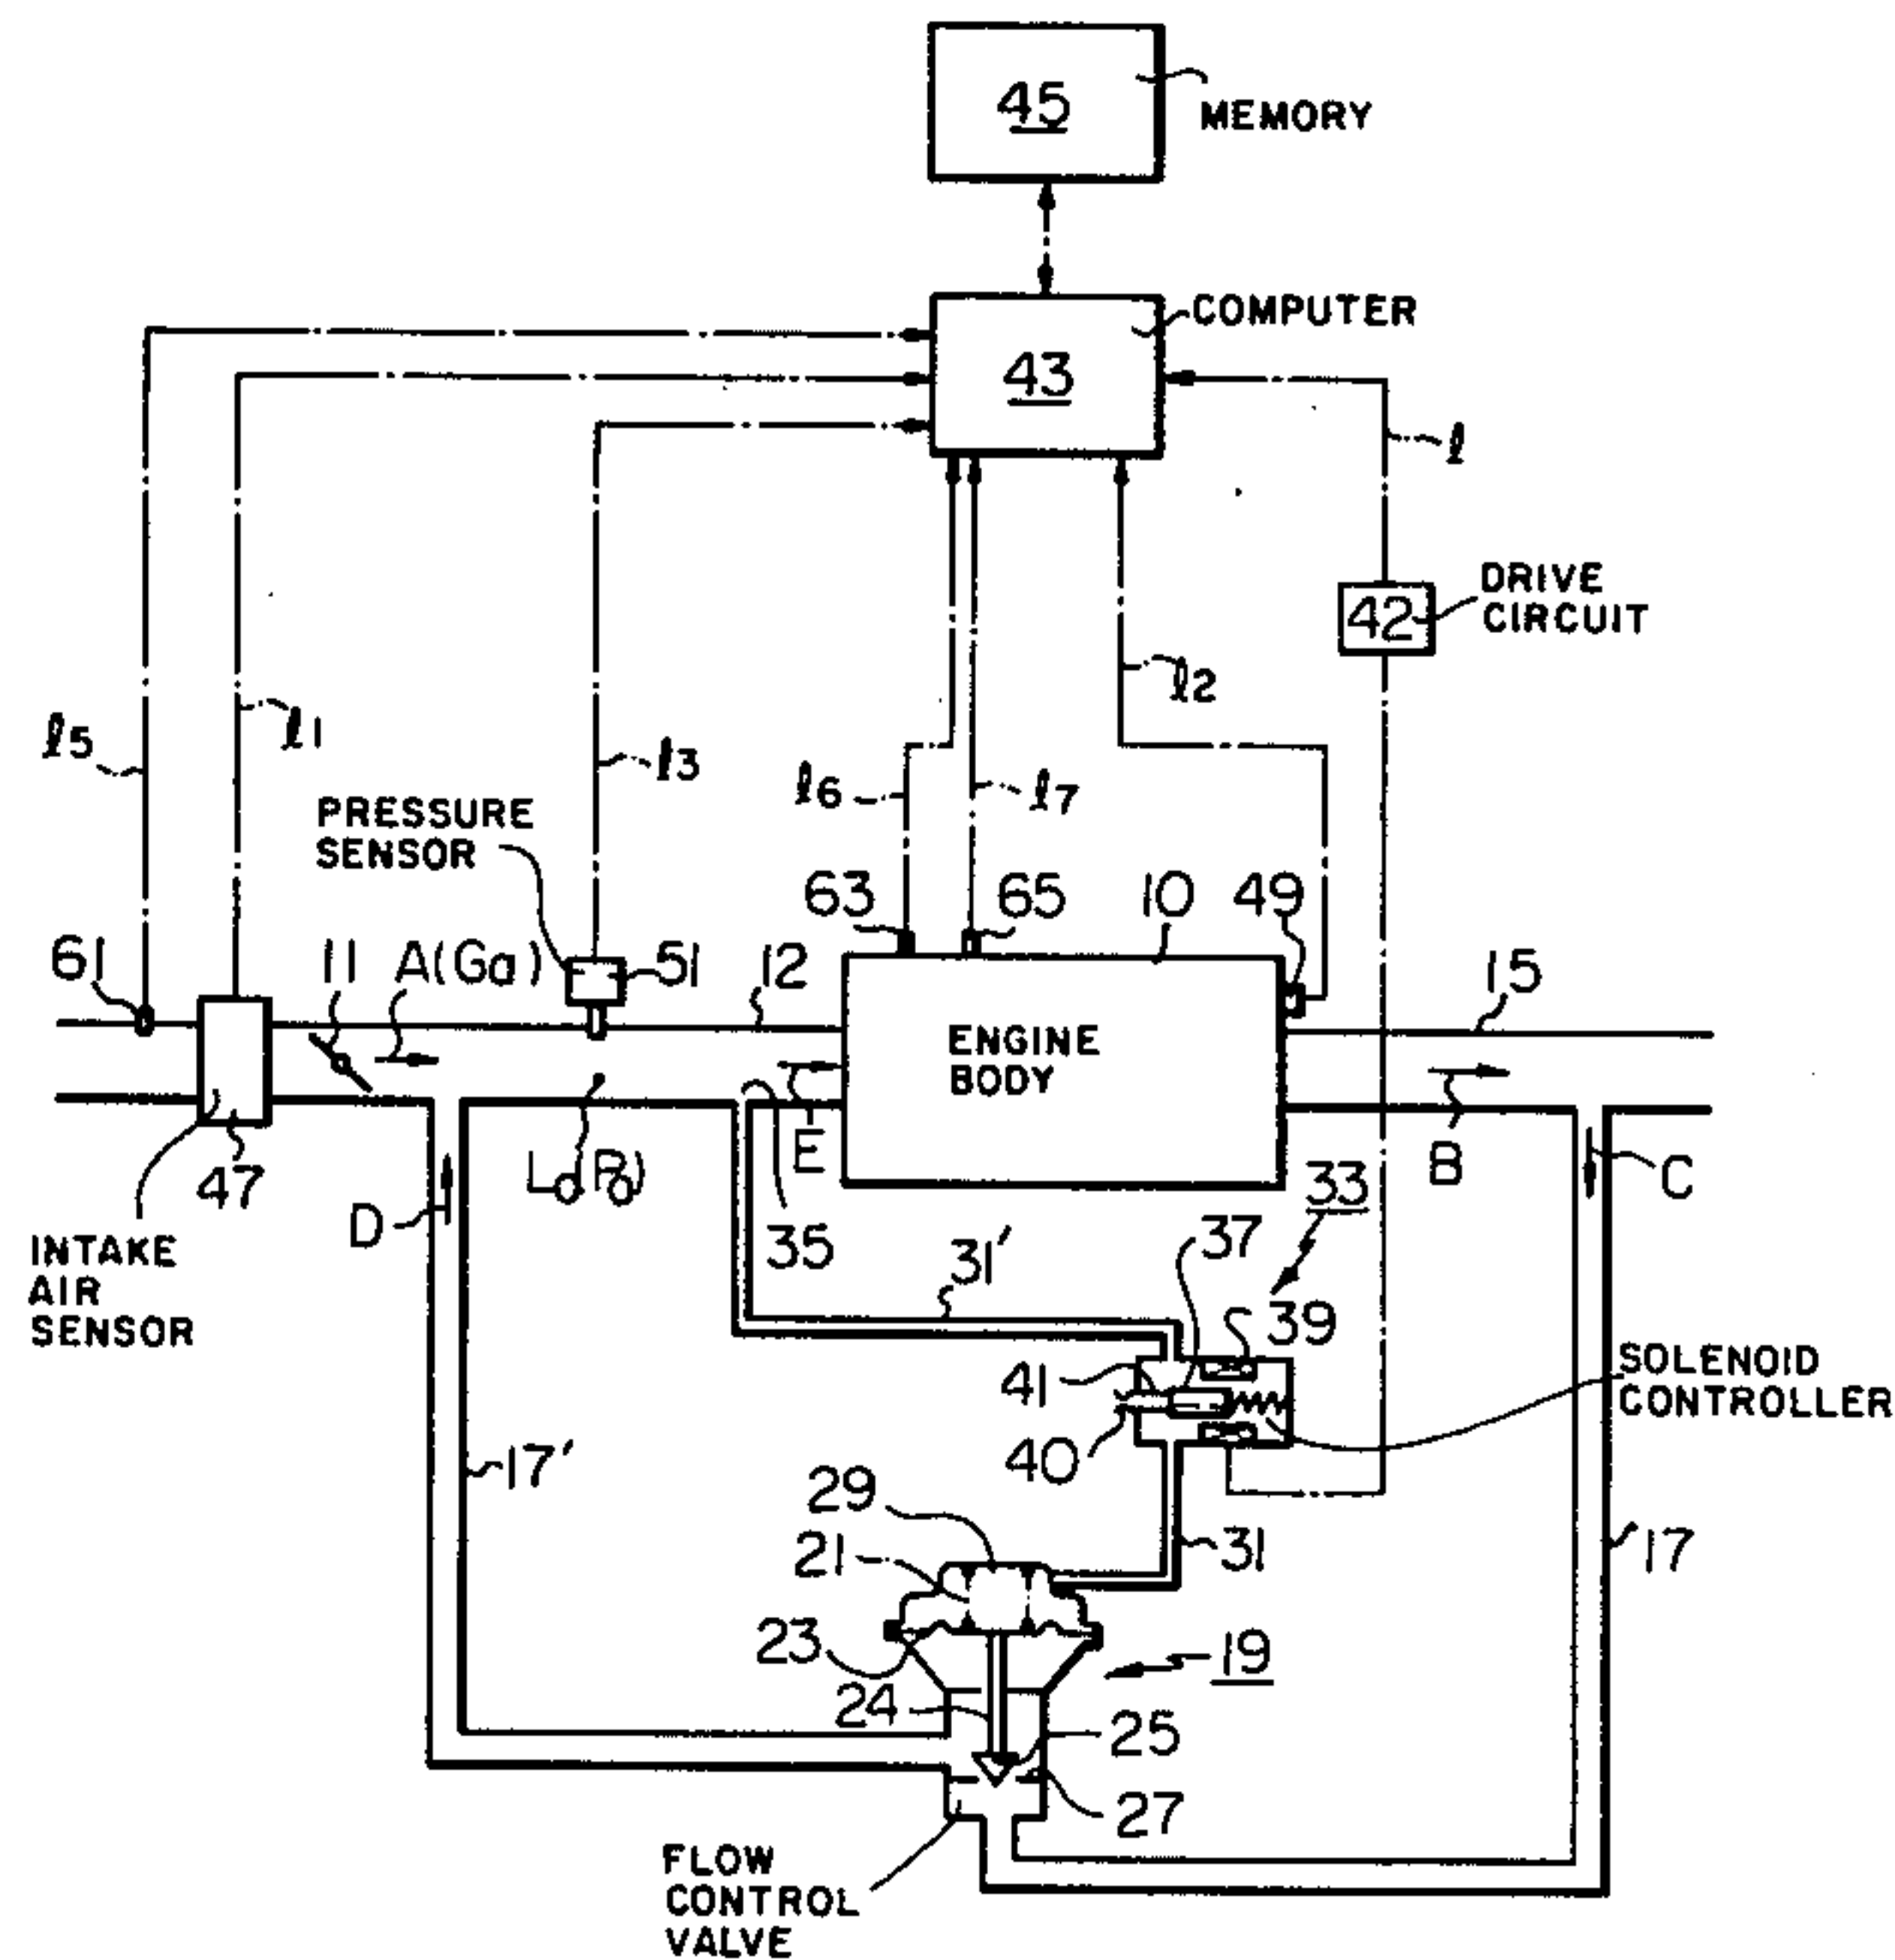 45
MEMORY
COMPUTER
43
l
DRIVE
CIRCUIT
42
l2
l5
l1
l3
l6
l7
PRESSURE
SENSOR
63
65
10
49
61
11
A(Ga)
51
12
15
ENGINE
BODY
47
D
E
B
C
33
35
37
INTAKE
AIR
SENSOR
31'
39
41
SOLENOID
CONTROLLER
40
17'
29
21
31
17
23
19
24
25
27
FLOW
CONTROL
VALVE